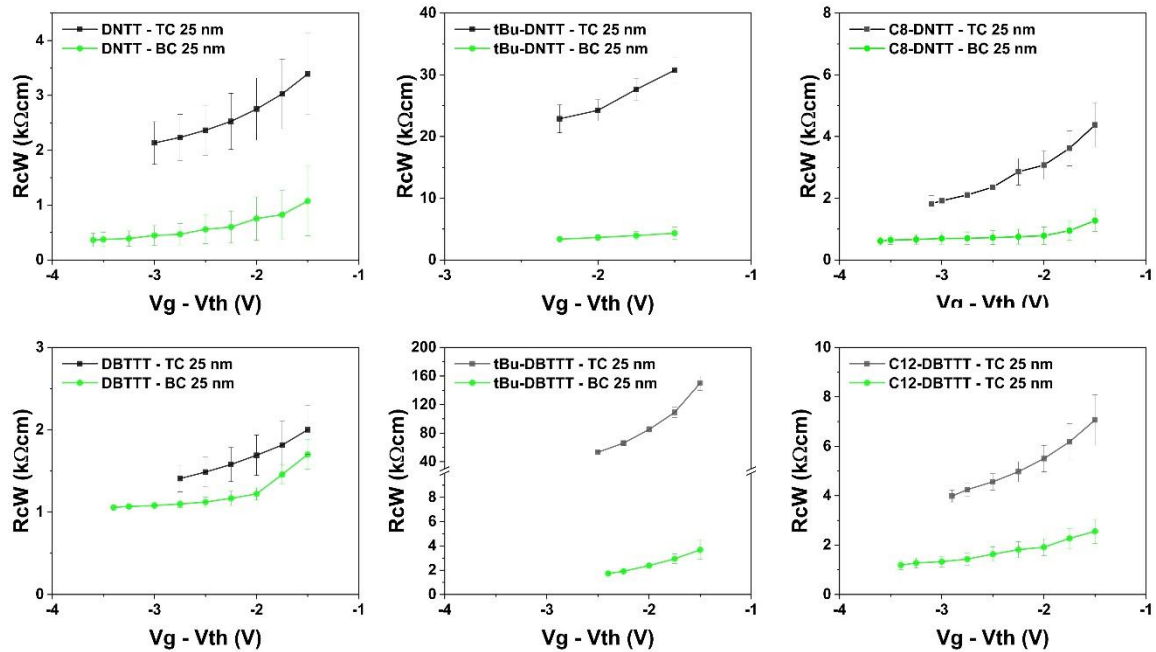 DNTT - TC 25 nm
DNTT - BC 25 nm
4
3
2
1
0
RcW (kΩcm)
-4 -3 -2 -1
Vg - Vth (V)
tBu-DNTT - TC 25 nm
tBu-DNTT - BC 25 nm
40
30
20
10
0
RcW (kΩcm)
-3 -2 -1
Vg - Vth (V)
C8-DNTT - TC 25 nm
C8-DNTT - BC 25 nm
8
6
4
2
0
RcW (kΩcm)
-4 -3 -2 -1
Vg - Vth (V)
DBTTT - TC 25 nm
DBTTT - BC 25 nm
3
2
1
0
RcW (kΩcm)
-4 -3 -2 -1
Vg - Vth (V)
tBu-DBTTT - TC 25 nm
tBu-DBTTT - BC 25 nm
200
160
120
80
40
8
6
4
2
0
RcW (kΩcm)
-3 -2 -1
Vg - Vth (V)
C12-DBTTT - TC 25 nm
C12-DBTTT - TC 25 nm
10
8
6
4
2
0
RcW (kΩcm)
-4 -3 -2 -1
Vg - Vth (V)